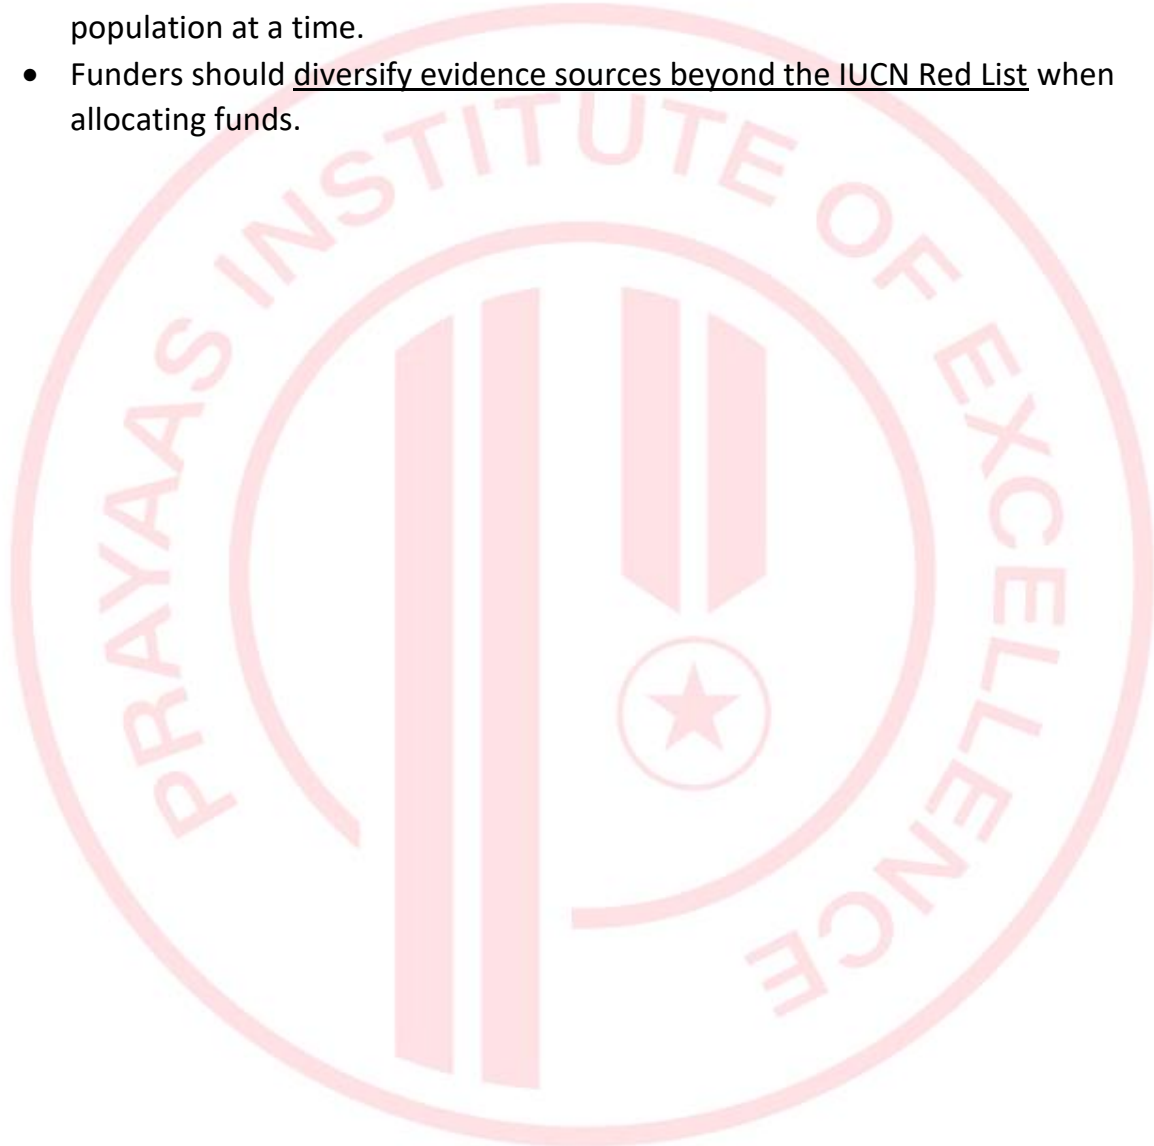 population at a time.
• Funders should diversify evidence sources beyond the IUCN Red List when
allocating funds.
PRAYAAS INSTITUTE OF EXCELLENCE